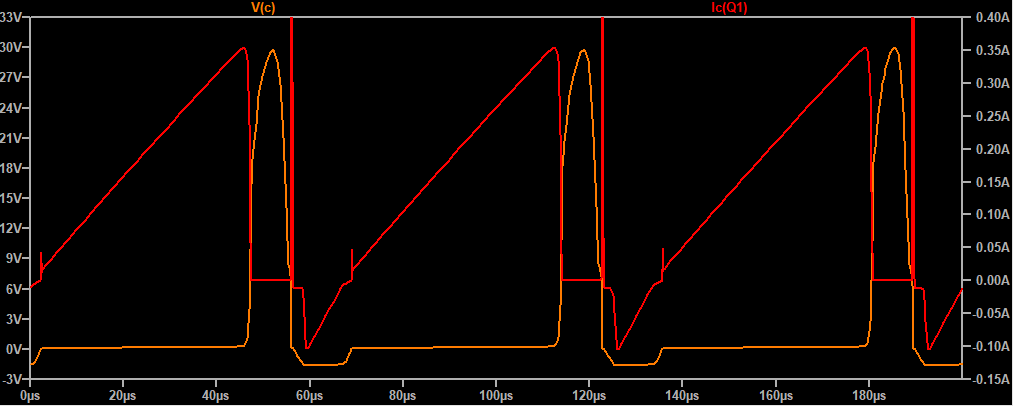 V(c) Ic(Q1)
33V 0.40A
30V 0.35A
27V 0.30A
24V 0.25A
21V 0.20A
18V 0.15A
15V 0.10A
12V 0.05A
9V 0.00A
6V -0.05A
3V -0.10A
0V -0.15A
-3V
0µs 20µs 40µs 60µs 80µs 100µs 120µs 140µs 160µs 180µs